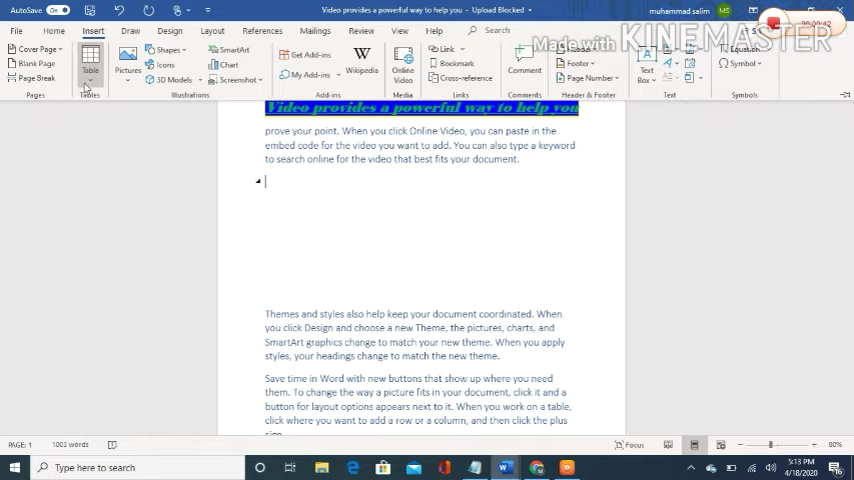 AutoSave On
Video provides a powerful way to help you - Upload Blocked
muhammad salim MS
File Home Insert Draw Design Layout References Mailings Review View Help Search
00:00:42
Made with KINEMASTER
Cover Page
Blank Page
Page Break
Pages
Table
Tables
Pictures
Shapes
Icons
3D Models
SmartArt
Chart
Screenshot
Illustrations
Get Add-ins
My Add-ins
Wikipedia
Add-ins
Online
Video
Media
Link
Bookmark
Cross-reference
Links
Comment
Comments
Header
Footer
Page Number
Header & Footer
Text
Box
Text
Equation
Symbol
Symbols
Video provides a powerful way to help you
prove your point. When you click Online Video, you can paste in the
embed code for the video you want to add. You can also type a keyword
to search online for the video that best fits your document.
Themes and styles also help keep your document coordinated. When
you click Design and choose a new Theme, the pictures, charts, and
SmartArt graphics change to match your new theme. When you apply
styles, your headings change to match the new theme.
Save time in Word with new buttons that show up where you need
them. To change the way a picture fits in your document, click it and a
button for layout options appears next to it. When you work on a table,
click where you want to add a row or a column, and then click the plus
sign.
PAGE: 1 1003 words
Focus
80%
Type here to search
5:13 PM
4/18/2020
16